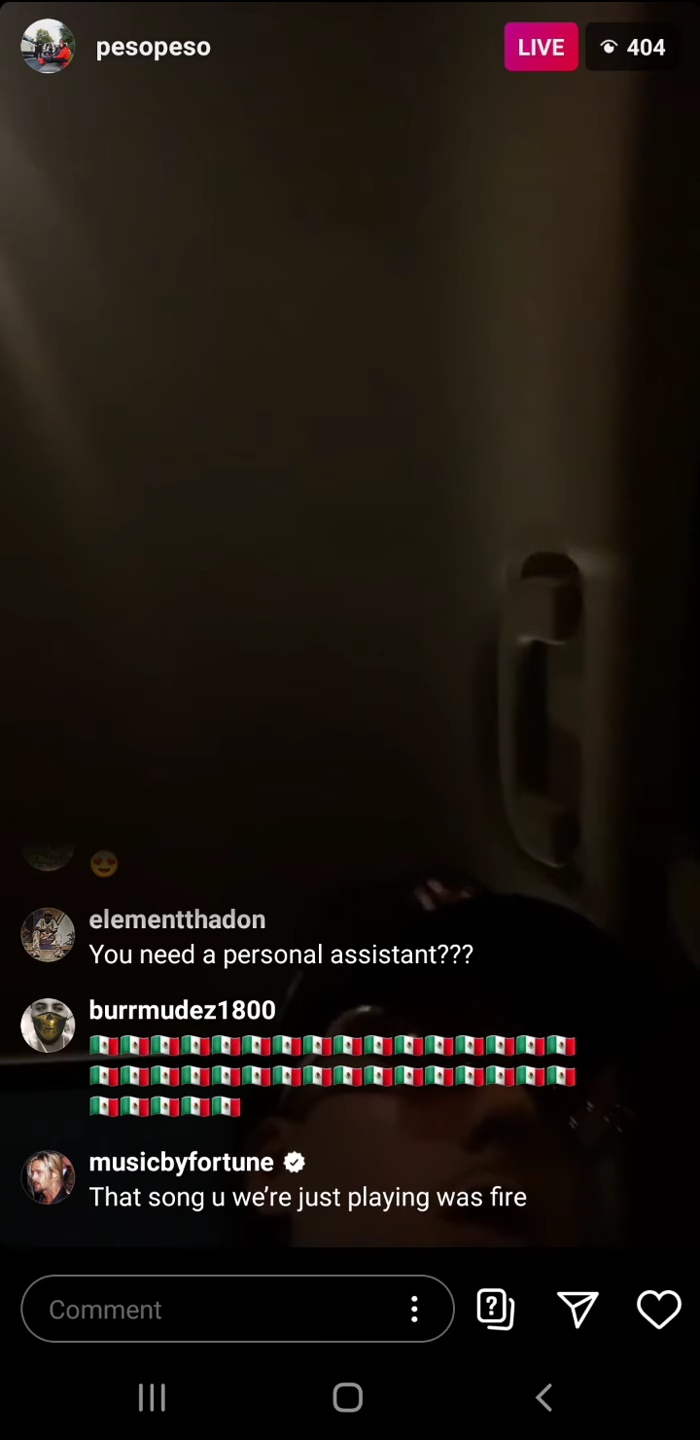 pesopeso
LIVE
404
😍
elementthadon
You need a personal assistant???
burrmudez1800
🇲🇽🇲🇽🇲🇽🇲🇽🇲🇽🇲🇽🇲🇽🇲🇽🇲🇽🇲🇽🇲🇽🇲🇽🇲🇽🇲🇽🇲🇽🇲🇽
🇲🇽🇲🇽🇲🇽🇲🇽🇲🇽🇲🇽🇲🇽🇲🇽🇲🇽🇲🇽🇲🇽🇲🇽🇲🇽🇲🇽🇲🇽🇲🇽
🇲🇽🇲🇽🇲🇽🇲🇽🇲🇽
musicbyfortune
That song u we’re just playing was fire
Comment